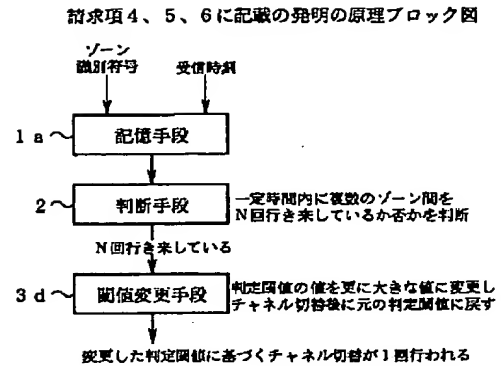 請求項4、5、6に記載の発明の原理ブロック図
ゾーン
識別符号
受信時刻
1a
記憶手段
2
判断手段
一定時間内に複数のゾーン間を
N回行き来しているか否かを判断
N回行き来している
3d
閾値変更手段
判定閾値の値を更に大きな値に変更し
チャネル切替後に元の判定閾値に戻す
変更した判定閾値に基づくチャネル切替が1回行われる